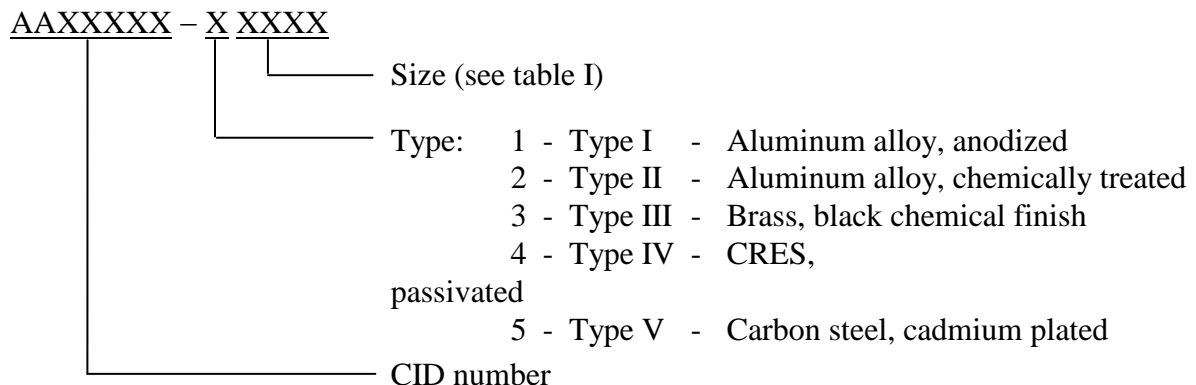 AAXXXXX – X XXXX
Size (see table I)
Type: 1 - Type I - Aluminum alloy, anodized
2 - Type II - Aluminum alloy, chemically treated
3 - Type III - Brass, black chemical finish
4 - Type IV - CRES,
passivated
5 - Type V - Carbon steel, cadmium plated
CID number